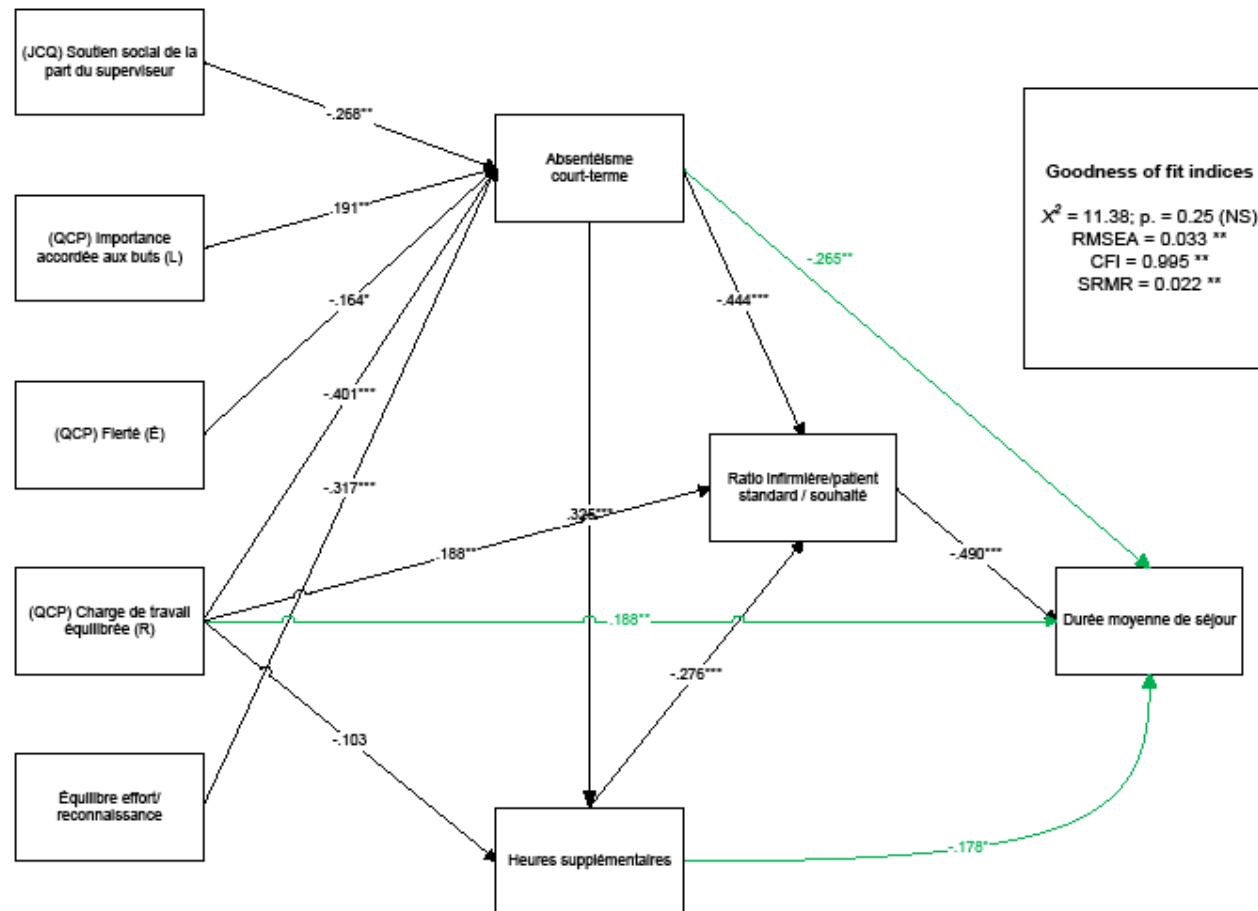 (JCQ) Soutien social de la
part du superviseur
-.268**
Absentéisme
court-terme
Goodness of fit indices
X² = 11.38; p. = 0.25 (NS)
RMSEA = 0.033 **
CFI = 0.995 **
SRMR = 0.022 **
(QCP) Importance
accordée aux buts (L)
.191**
-.265**
-.444***
-.164*
(QCP) Fierté (É)
-.401***
-.317***
Ratio infirmière/patient
standard / souhaité
.325***
.188**
-.490***
(QCP) Charge de travail
équilibrée (R)
.188**
Durée moyenne de séjour
-.276***
-.103
Équilibre effort/
reconnaissance
Heures supplémentaires
-.178*